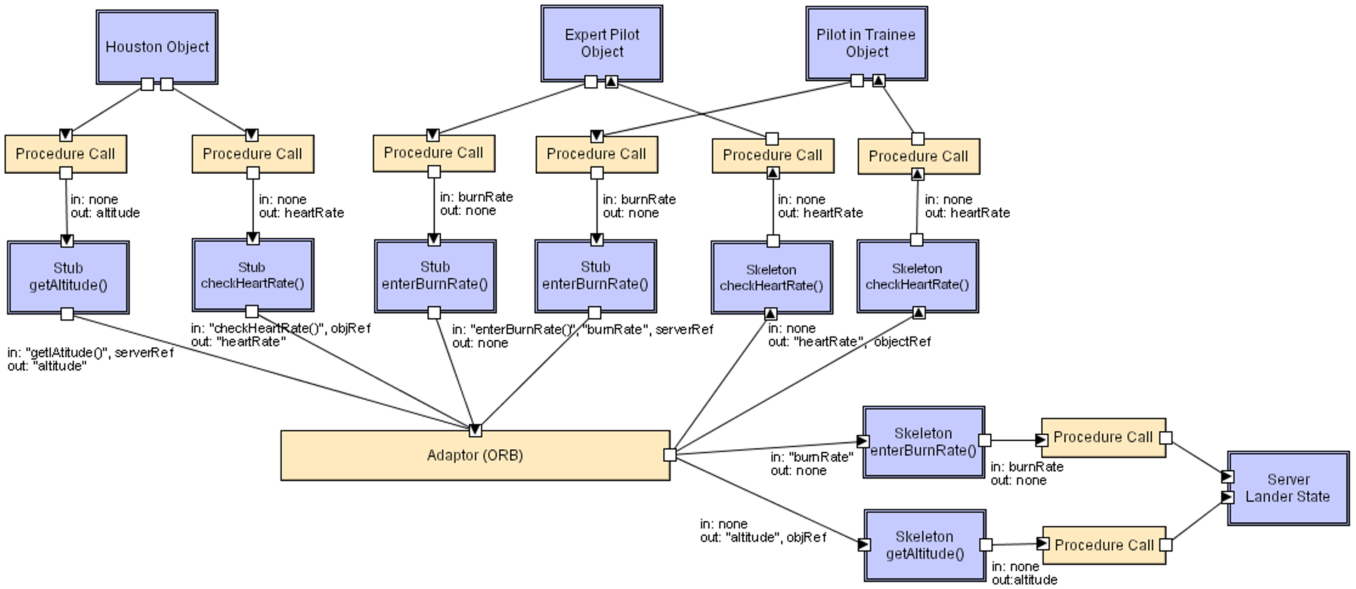 Houston Object
Expert Pilot
Object
Pilot in Trainee
Object
Procedure Call
Procedure Call
Procedure Call
Procedure Call
Procedure Call
Procedure Call
in: none
out: altitude
in: none
out: heartRate
in: burnRate
out: none
in: burnRate
out: none
in: none
out: heartRate
in: none
out: heartRate
Stub
getAltitude()
Stub
checkHeartRate()
Stub
enterBurnRate()
Stub
enterBurnRate()
Skeleton
checkHeartRate()
Skeleton
checkHeartRate()
in: "getlAtitude()", serverRef
out: "altitude"
in: "checkHeartRate()", objRef
out: "heartRate"
in: "enterBurnRate()", "burnRate", serverRef
out: none
in: none
out: "heartRate", objectRef
Adaptor (ORB)
in: "burnRate"
out: none
Skeleton
enterBurnRate()
in: burnRate
out: none
Procedure Call
Server
Lander State
in: none
out: "altitude", objRef
Skeleton
getAltitude()
in: none
out:altitude
Procedure Call